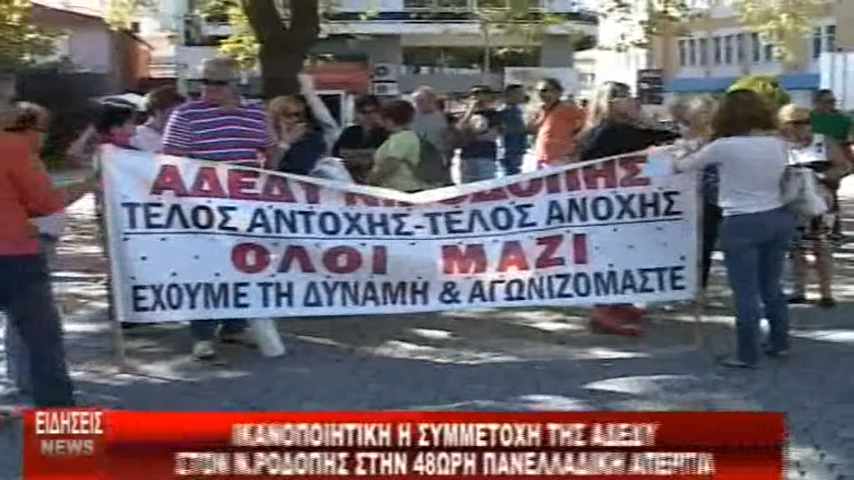 ΑΔΕΔΥ Ν. ΡΟΔΟΠΗΣ
ΤΕΛΟΣ ΑΝΤΟΧΗΣ-ΤΕΛΟΣ ΑΝΟΧΗΣ
ΟΛΟΙ ΜΑΖΙ
ΕΧΟΥΜΕ ΤΗ ΔΥΝΑΜΗ & ΑΓΩΝΙΖΟΜΑΣΤΕ
ΕΙΔΗΣΕΙΣ
NEWS
ΙΚΑΝΟΠΟΙΗΤΙΚΗ Η ΣΥΜΜΕΤΟΧΗ ΤΗΣ ΑΔΕΔΥ
ΣΤΟΝ Ν.ΡΟΔΟΠΗΣ ΣΤΗΝ 48ΩΡΗ ΠΑΝΕΛΛΑΔΙΚΗ ΑΠΕΡΓΙΑ